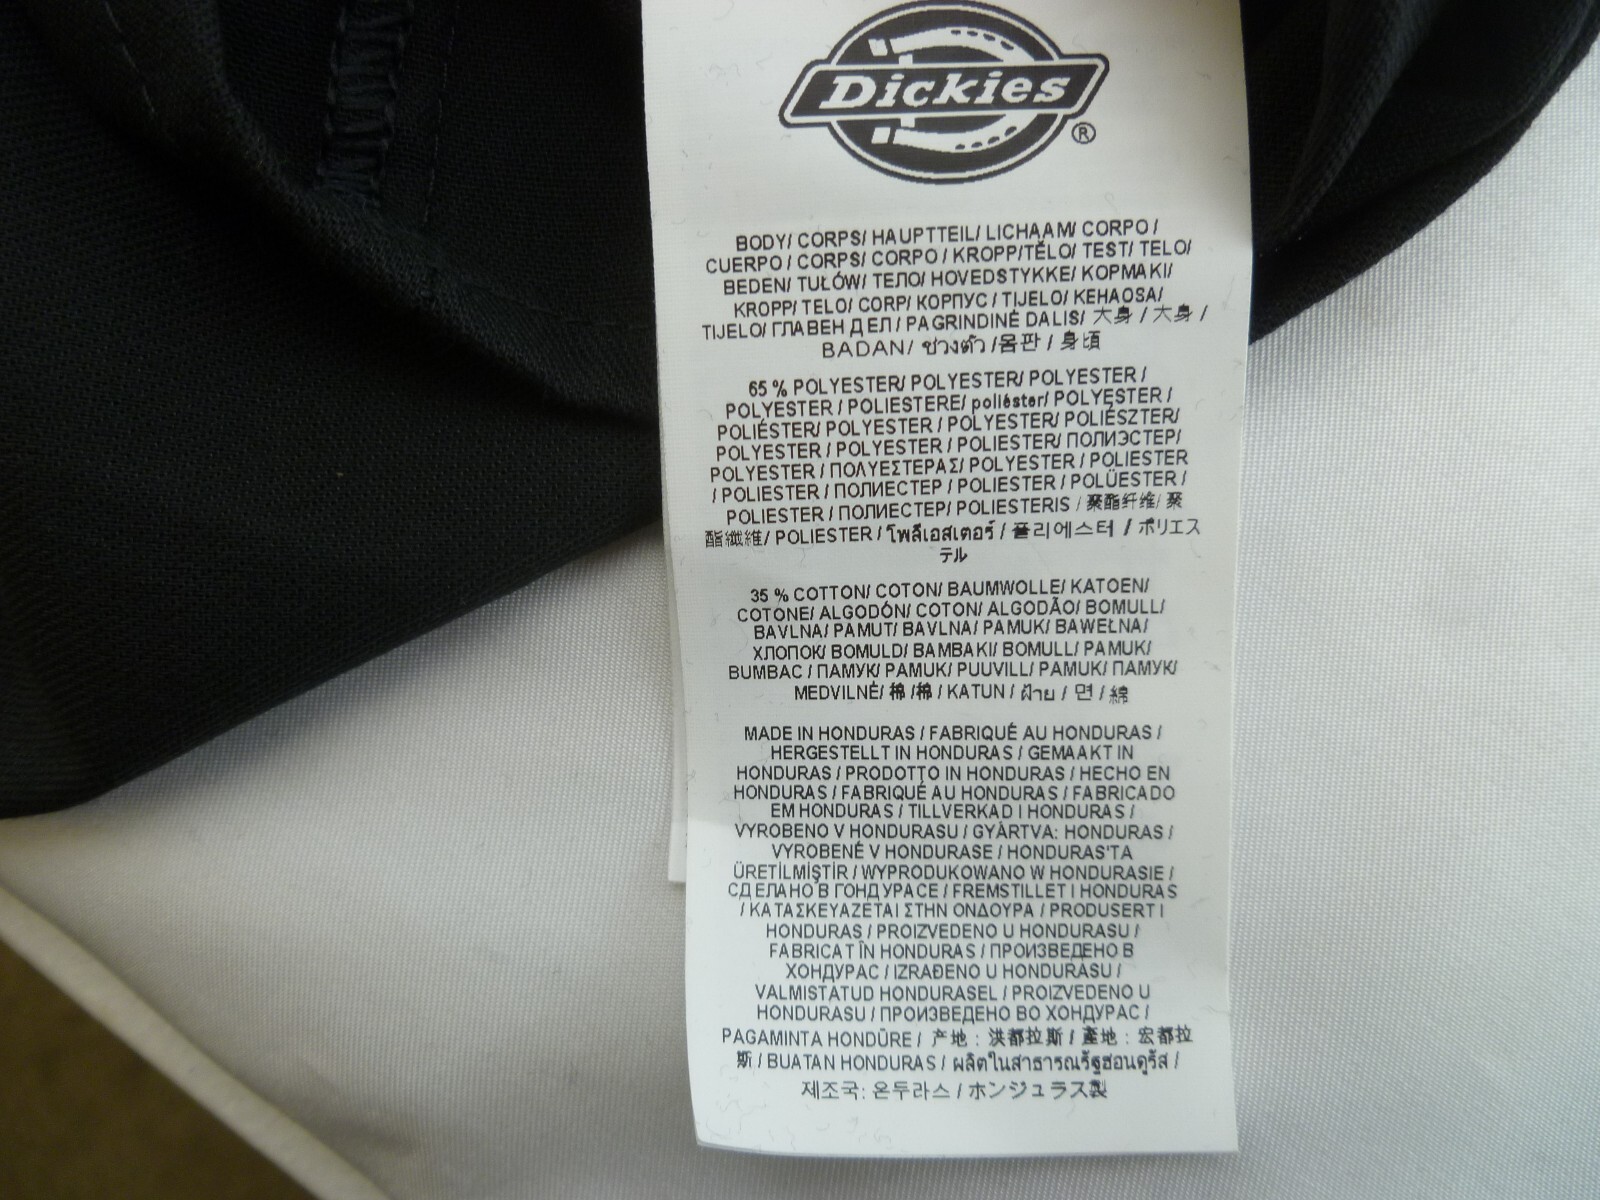 Dickies®
BODY/ CORPS/ HAUPTTEIL/ LICHAAM/ CORPO /
CUERPO / CORPS/ CORPO / KROPP/TĚLO/ TEST/ TELO/
BEDEN/ TUŁÓW/ ТЕЛО/ HOVEDSTYKKE/ ΚΟΡΜΑΚΙ/
KROPP/ TELO/ CORP/ КОРПУС / TIJELO/ KEHAOSA/
TIJELO/ ГЛАВЕН ДЕЛ / PAGRINDINĖ DALIS/ 大身 / 大身 /
BADAN/ ช่วงตัว /몸판 / 身頃
65 % POLYESTER/ POLYESTER/ POLYESTER /
POLYESTER / POLIESTERE/ poliéster/ POLYESTER /
POLIÉSTER/ POLYESTER / POLYESTER/ POLIÉSZTER/
POLYESTER / POLYESTER / POLIESTER/ ПОЛИЭСТЕР/
POLYESTER / ΠΟΛΥΕΣΤΕΡΑΣ/ POLYESTER / POLIESTER
/ POLIESTER / ПОЛИЕСТЕР / POLIESTER / POLÜESTER /
POLIESTER / ПОЛИЕСТЕР/ POLIESTERIS / 聚酯纤维/ 聚
酯纖維/ POLIESTER / โพลีเอสเตอร์ / 폴리에스터 / ポリエス
テル
35 % COTTON/ COTON/ BAUMWOLLE/ KATOEN/
COTONE/ ALGODÓN/ COTON/ ALGODÃO/ BOMULL/
BAVLNA/ PAMUT/ BAVLNA/ PAMUK/ BAWEŁNA/
ХЛОПОК/ BOMULD/ ΒΑΜΒΑΚΙ/ BOMULL/ PAMUK/
BUMBAC / ПАМУК/ PAMUK/ PUUVILL/ PAMUK/ ПАМУК/
MEDVILNĖ/ 棉 /棉 / KATUN / ฝ้าย / 면 / 綿
MADE IN HONDURAS / FABRIQUÉ AU HONDURAS /
HERGESTELLT IN HONDURAS / GEMAAKT IN
HONDURAS / PRODOTTO IN HONDURAS / HECHO EN
HONDURAS / FABRIQUÉ AU HONDURAS / FABRICADO
EM HONDURAS / TILLVERKAD I HONDURAS /
VYROBENO V HONDURASU / GYÁRTVA: HONDURAS /
VYROBENÉ V HONDURASE / HONDURAS'TA
ÜRETİLMİŞTİR / WYPRODUKOWANO W HONDURASIE /
СДЕЛАНО В ГОНДУРАСЕ / FREMSTILLET I HONDURAS
/ ΚΑΤΑΣΚΕΥΑΖΕΤΑΙ ΣΤΗΝ ΟΝΔΟΥΡΑ / PRODUSERT I
HONDURAS / PROIZVEDENO U HONDURASU /
FABRICAT ÎN HONDURAS / ПРОИЗВЕДЕНО В
ХОНДУРАС / IZRAĐENO U HONDURASU /
VALMISTATUD HONDURASEL / PROIZVEDENO U
HONDURASU / ПРОИЗВЕДЕНО ВО ХОНДУРАС /
PAGAMINTA HONDŪRE / 产地 : 洪都拉斯 / 產地 : 宏都拉
斯 / BUATAN HONDURAS / ผลิตในสาธารณรัฐฮอนดูรัส /
제조국: 온두라스 / ホンジュラス製